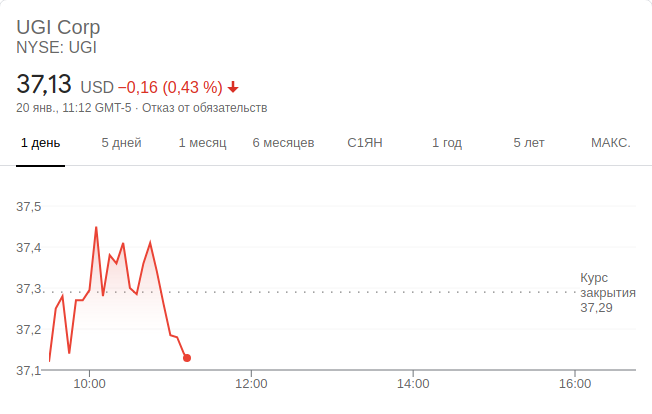 UGI Corp
NYSE: UGI
37,13 USD −0,16 (0,43 %)
20 янв., 11:12 GMT-5 · Отказ от обязательств
1 день 5 дней 1 месяц 6 месяцев С1ЯН 1 год 5 лет МАКС.
37,5
37,4
37,3
37,2
37,1
Курс
закрытия
37,29
10:00 12:00 14:00 16:00